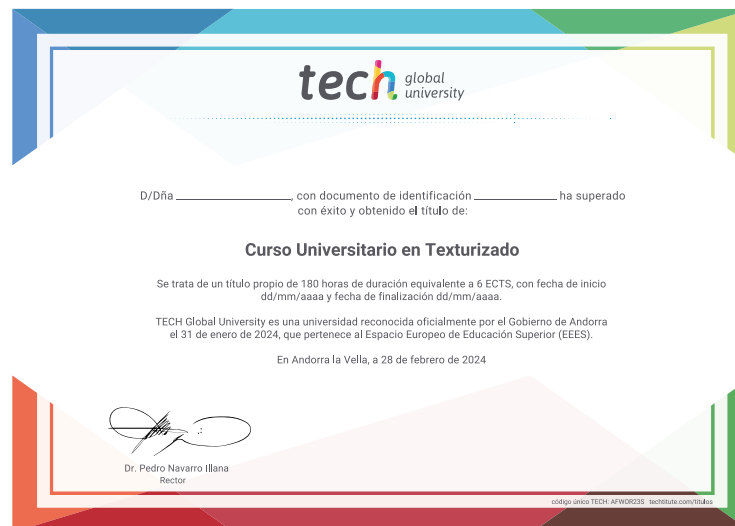 tech global university
D/Dña ____________________, con documento de identificación ______________ ha superado
con éxito y obtenido el título de:
Curso Universitario en Texturizado
Se trata de un título propio de 180 horas de duración equivalente a 6 ECTS, con fecha de inicio
dd/mm/aaaa y fecha de finalización dd/mm/aaaa.
TECH Global University es una universidad reconocida oficialmente por el Gobierno de Andorra
el 31 de enero de 2024, que pertenece al Espacio Europeo de Educación Superior (EEES).
En Andorra la Vella, a 28 de febrero de 2024
Dr. Pedro Navarro Illana
Rector
código único TECH: AFWOR23S techtitute.com/titulos